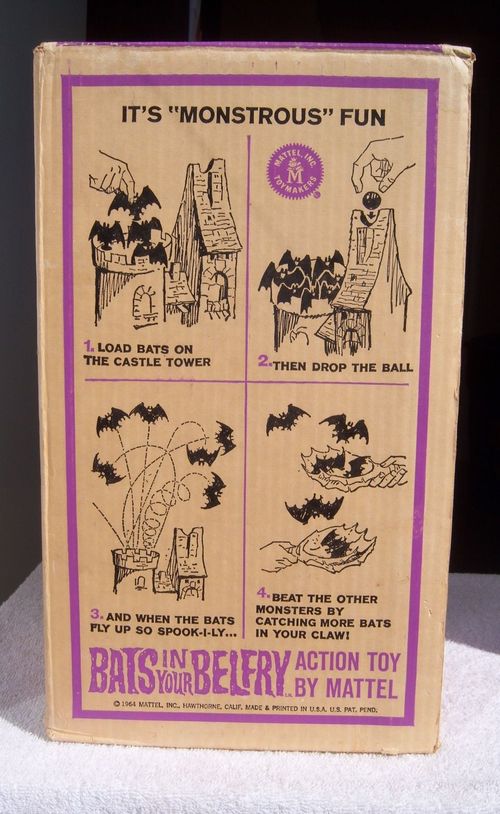 IT'S "MONSTROUS" FUN
MATTEL, INC.
M
TOYMAKERS
1. LOAD BATS ON
THE CASTLE TOWER
2. THEN DROP THE BALL
3. AND WHEN THE BATS
FLY UP SO SPOOK-I-LY...
4. BEAT THE OTHER
MONSTERS BY
CATCHING MORE BATS
IN YOUR CLAW!
BATS IN YOUR BELFRY ACTION TOY
BY MATTEL
© 1964 MATTEL, INC., HAWTHORNE, CALIF. MADE & PRINTED IN U.S.A. U.S. PAT. PEND.